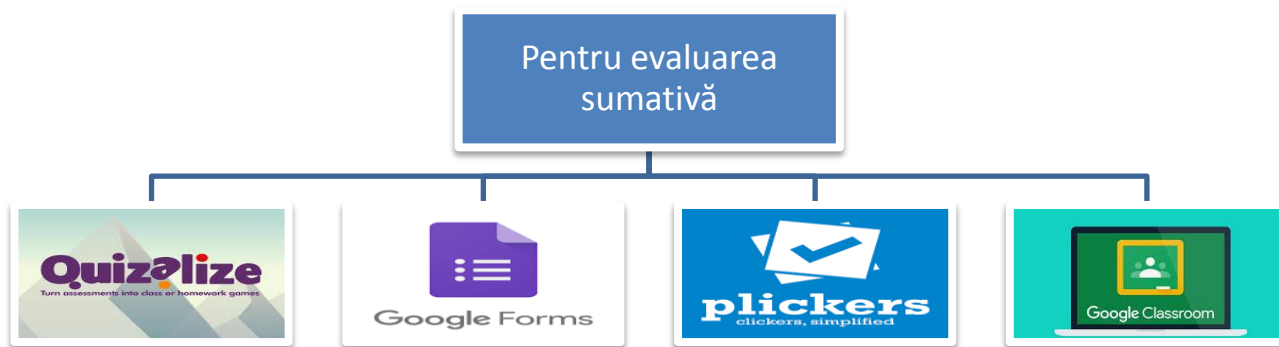 Pentru evaluarea
sumativă
Quizalize
Turn assessments into class or homework games
Google Forms
plickers
clickers, simplified
Google Classroom